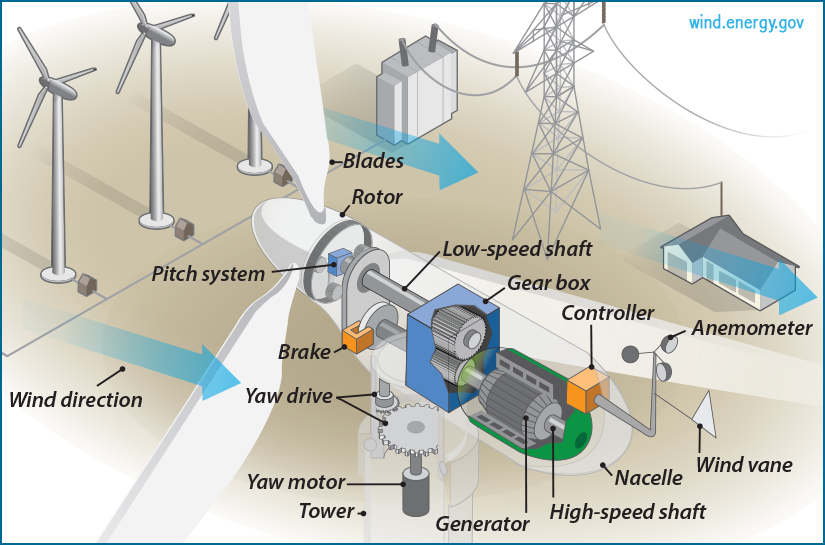 wind.energy.gov
Blades
Rotor
Low-speed shaft
Pitch system
Gear box
Controller
Anemometer
Brake
Wind direction
Yaw drive
Wind vane
Nacelle
Yaw motor
Tower
Generator
High-speed shaft